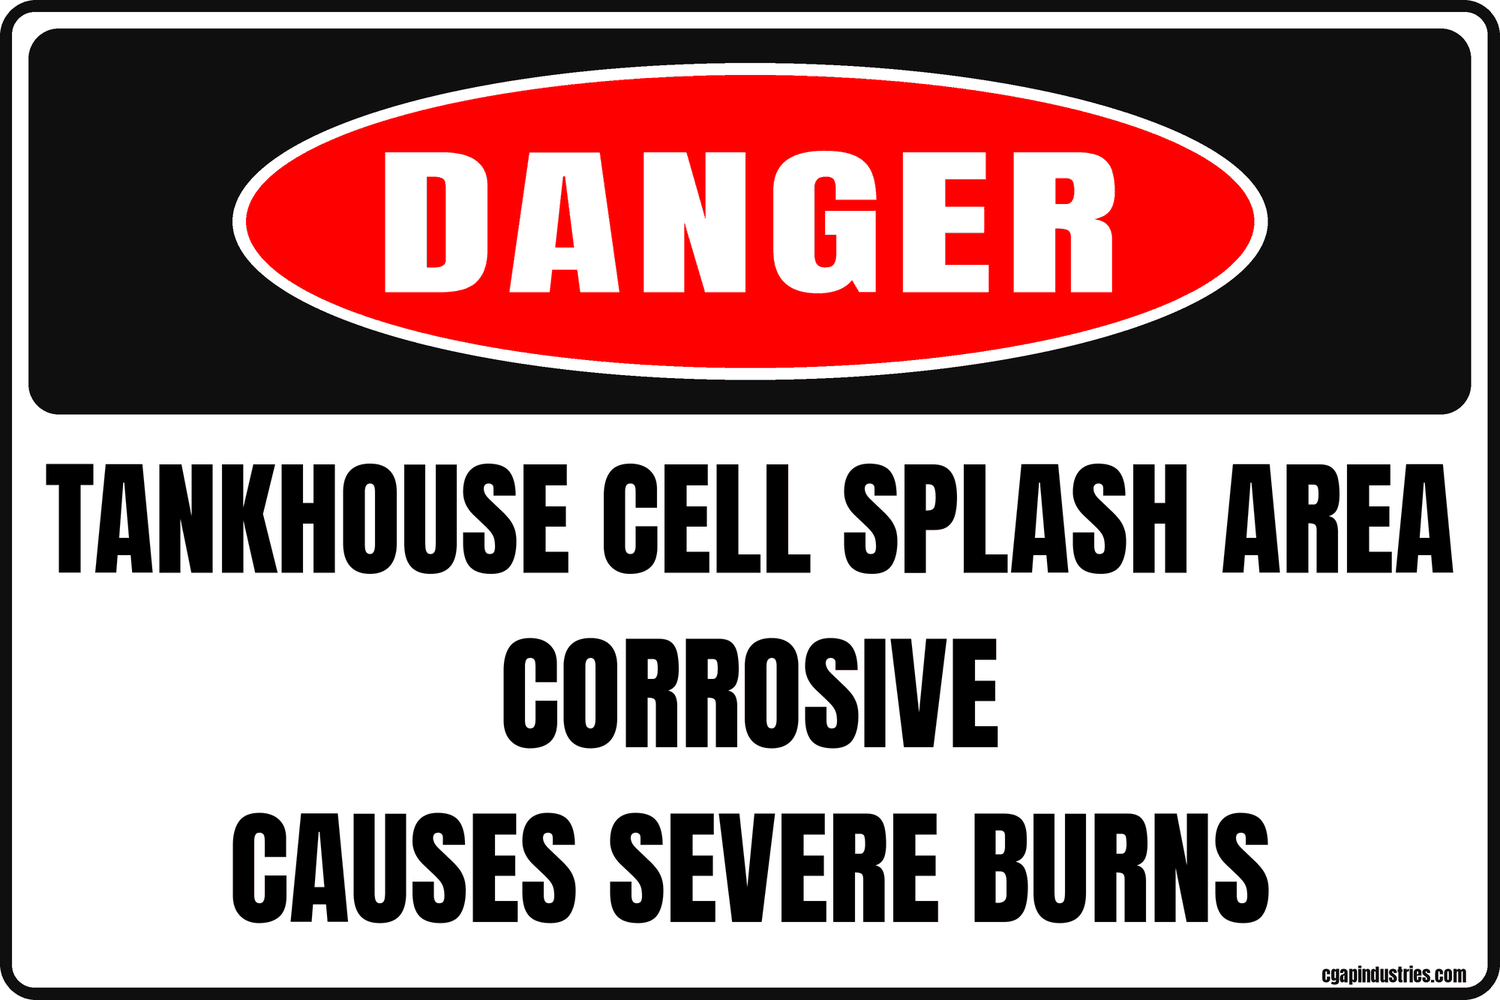 DANGER
TANKHOUSE CELL SPLASH AREA
CORROSIVE
CAUSES SEVERE BURNS
cgapindustries.com